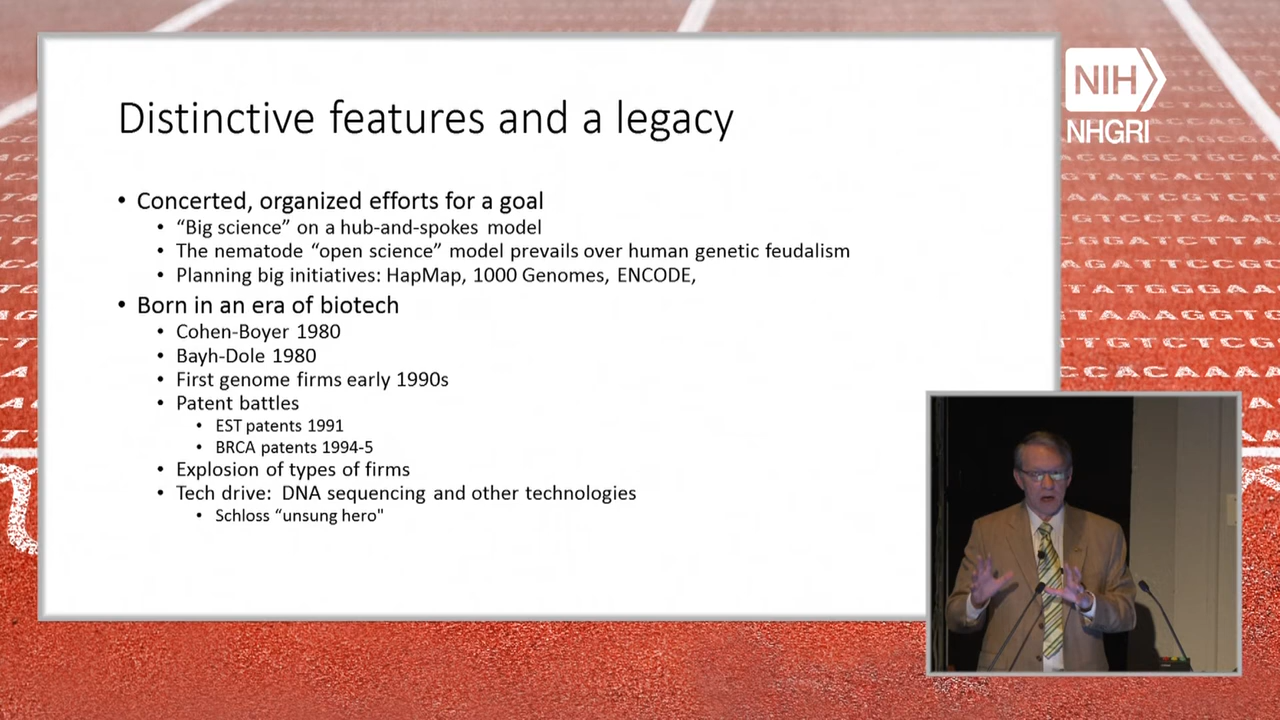 Distinctive features and a legacy
• Concerted, organized efforts for a goal
• “Big science” on a hub-and-spokes model
• The nematode “open science” model prevails over human genetic feudalism
• Planning big initiatives: HapMap, 1000 Genomes, ENCODE,
• Born in an era of biotech
• Cohen-Boyer 1980
• Bayh-Dole 1980
• First genome firms early 1990s
• Patent battles
• EST patents 1991
• BRCA patents 1994-5
• Explosion of types of firms
• Tech drive: DNA sequencing and other technologies
• Schloss “unsung hero"
NIH
NHGRI